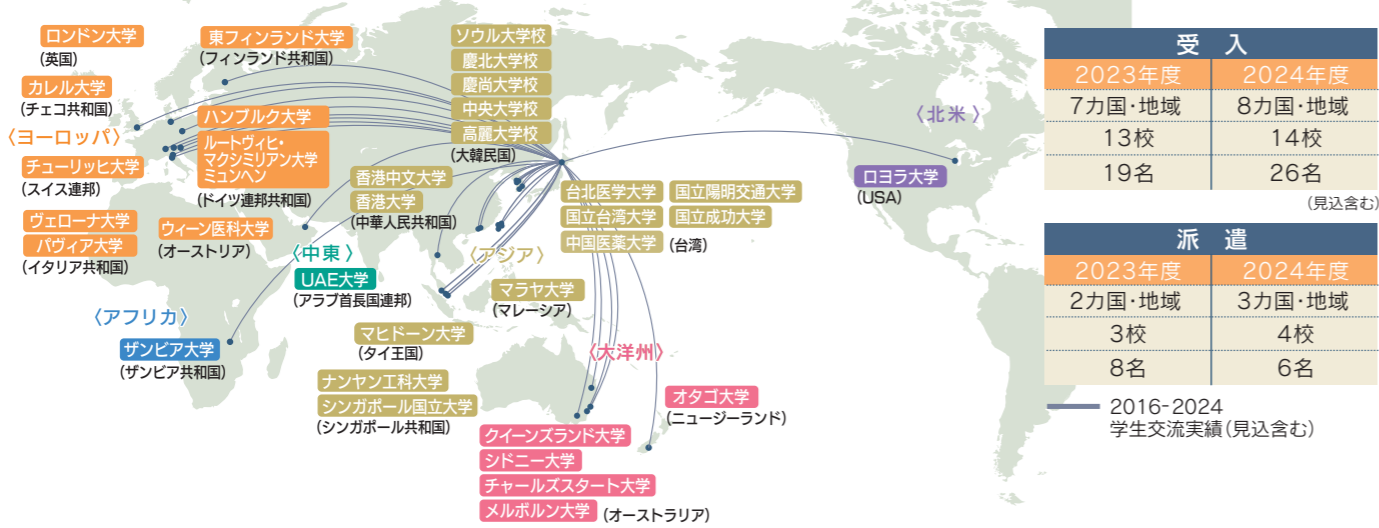 ロンドン大学
(英国)
東フィンランド大学
(フィンランド共和国)
カレル大学
(チェコ共和国)
〈ヨーロッパ〉
ハンブルク大学
ルートヴィヒ・
マクシミリアン大学
ミュンヘン
(ドイツ連邦共和国)
チューリッヒ大学
(スイス連邦)
ヴェローナ大学
パヴィア大学
(イタリア共和国)
ウィーン医科大学
(オーストリア)
〈中東〉
UAE大学
(アラブ首長国連邦)
〈アフリカ〉
ザンビア大学
(ザンビア共和国)
ソウル大学校
慶北大学校
慶尚大学校
中央大学校
高麗大学校
(大韓民国)
香港中文大学
香港大学
(中華人民共和国)
〈アジア〉
台北医学大学 国立陽明交通大学
国立台湾大学 国立成功大学
中国医薬大学 (台湾)
マラヤ大学
(マレーシア)
マヒドーン大学
(タイ王国)
ナンヤン工科大学
シンガポール国立大学
(シンガポール共和国)
〈大洋州〉
クイーンズランド大学
シドニー大学
チャールズスタート大学
メルボルン大学 (オーストラリア)
オタゴ大学
(ニュージーランド)
〈北米〉
ロヨラ大学
(USA)
受 入
2023年度 2024年度
7カ国・地域 8カ国・地域
13校 14校
19名 26名
(見込含む)
派 遣
2023年度 2024年度
2カ国・地域 3カ国・地域
3校 4校
8名 6名
2016-2024
学生交流実績(見込含む)